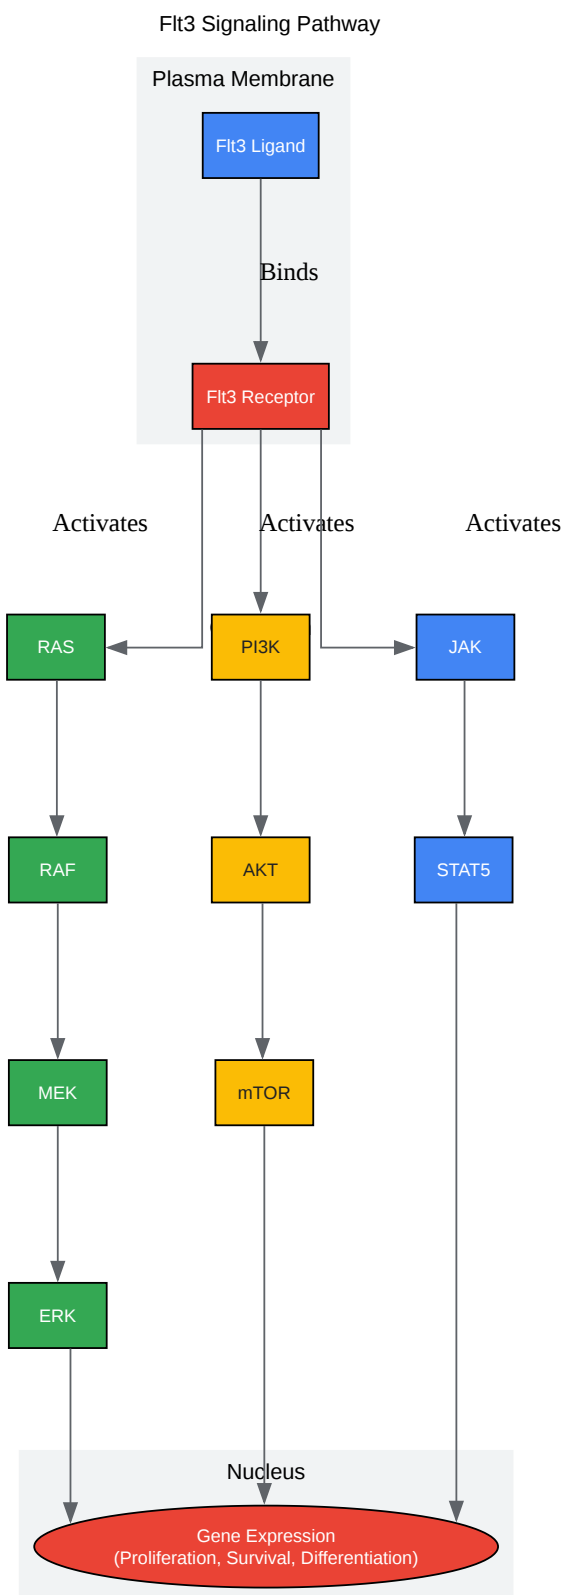 Flt3 Signaling Pathway
Plasma Membrane
Flt3 Ligand
Binds
Flt3 Receptor
Activates
Activates
Activates
RAS
PI3K
JAK
RAF
AKT
STAT5
MEK
mTOR
ERK
Nucleus
Gene Expression
(Proliferation, Survival, Differentiation)